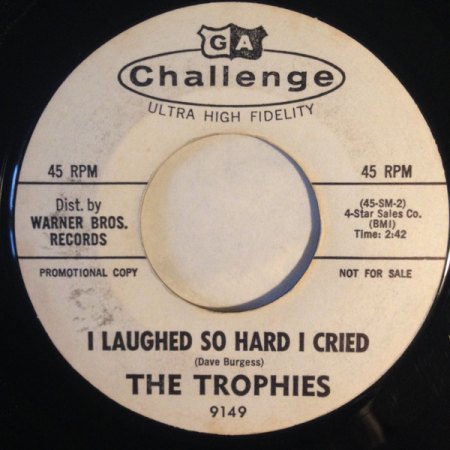 GA
Challenge
ULTRA HIGH FIDELITY
45 RPM
45 RPM
Dist. by
WARNER BROS.
RECORDS
(45-SM-2)
4-Star Sales Co.
(BMI)
Time: 2:42
PROMOTIONAL COPY
NOT FOR SALE
I LAUGHED SO HARD I CRIED
(Dave Burgess)
THE TROPHIES
9149